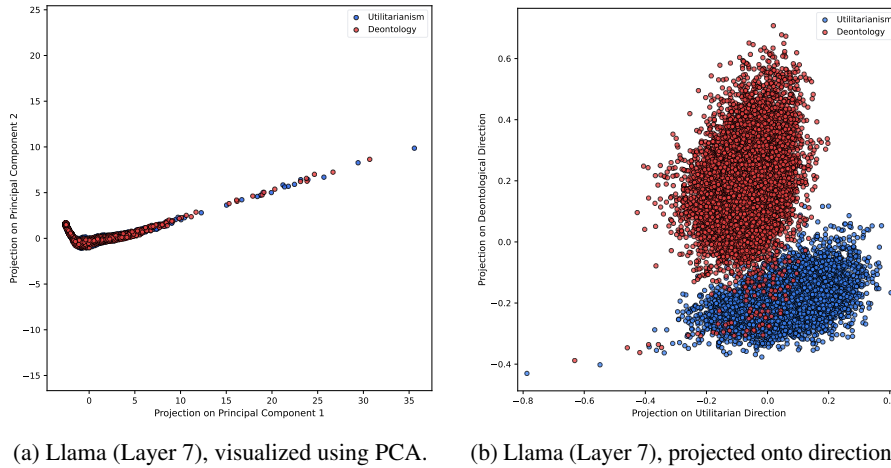 25
20
15
10
5
0
−5
−10
−15
0
5
10
15
20
25
30
35
Projection on Principal Component 2
Projection on Principal Component 1
Utilitarianism
Deontology
0.6
0.4
0.2
0.0
−0.2
−0.4
−0.8
−0.6
−0.4
−0.2
0.0
0.2
Projection on Deontological Direction
Projection on Utilitarian Direction
Utilitarianism
Deontology
(a) Llama (Layer 7), visualized using PCA.
(b) Llama (Layer 7), projected onto direction